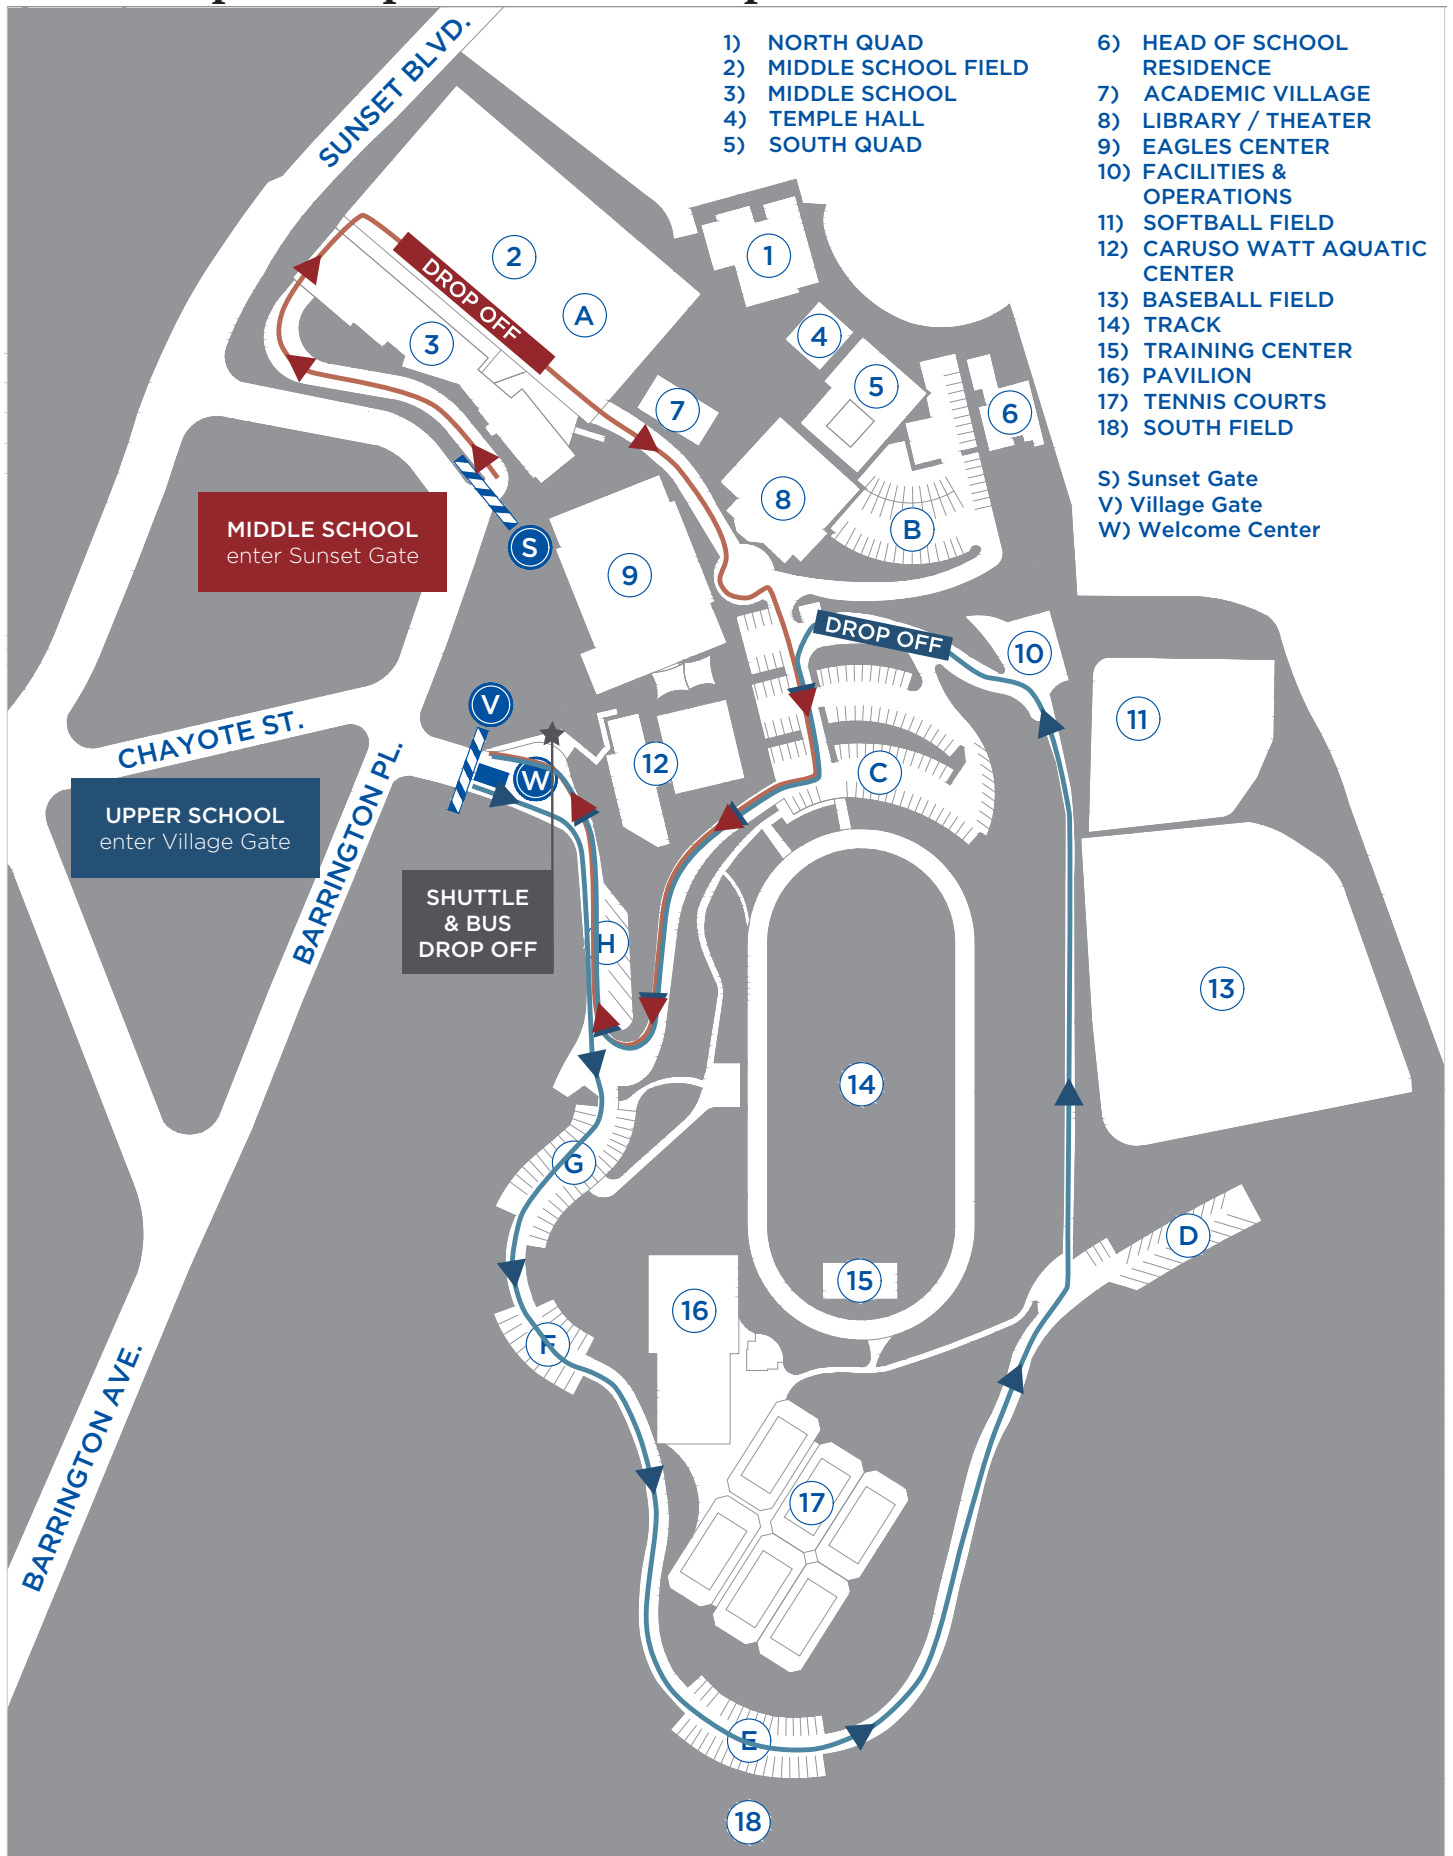 SUNSET BLVD.
1) NORTH QUAD
2) MIDDLE SCHOOL FIELD
3) MIDDLE SCHOOL
4) TEMPLE HALL
5) SOUTH QUAD
6) HEAD OF SCHOOL
RESIDENCE
7) ACADEMIC VILLAGE
8) LIBRARY / THEATER
9) EAGLES CENTER
10) FACILITIES &
OPERATIONS
11) SOFTBALL FIELD
12) CARUSO WATT AQUATIC
CENTER
13) BASEBALL FIELD
14) TRACK
15) TRAINING CENTER
16) PAVILION
17) TENNIS COURTS
18) SOUTH FIELD
S) Sunset Gate
V) Village Gate
W) Welcome Center
1
2
A
DROP OFF
3
4
5
6
7
8
B
MIDDLE SCHOOL
enter Sunset Gate
S
9
DROP OFF
10
V
11
CHAYOTE ST.
12
W
C
UPPER SCHOOL
enter Village Gate
BARRINGTON PL.
SHUTTLE
& BUS
DROP OFF
H
13
14
G
D
15
16
F
BARRINGTON AVE.
17
E
18